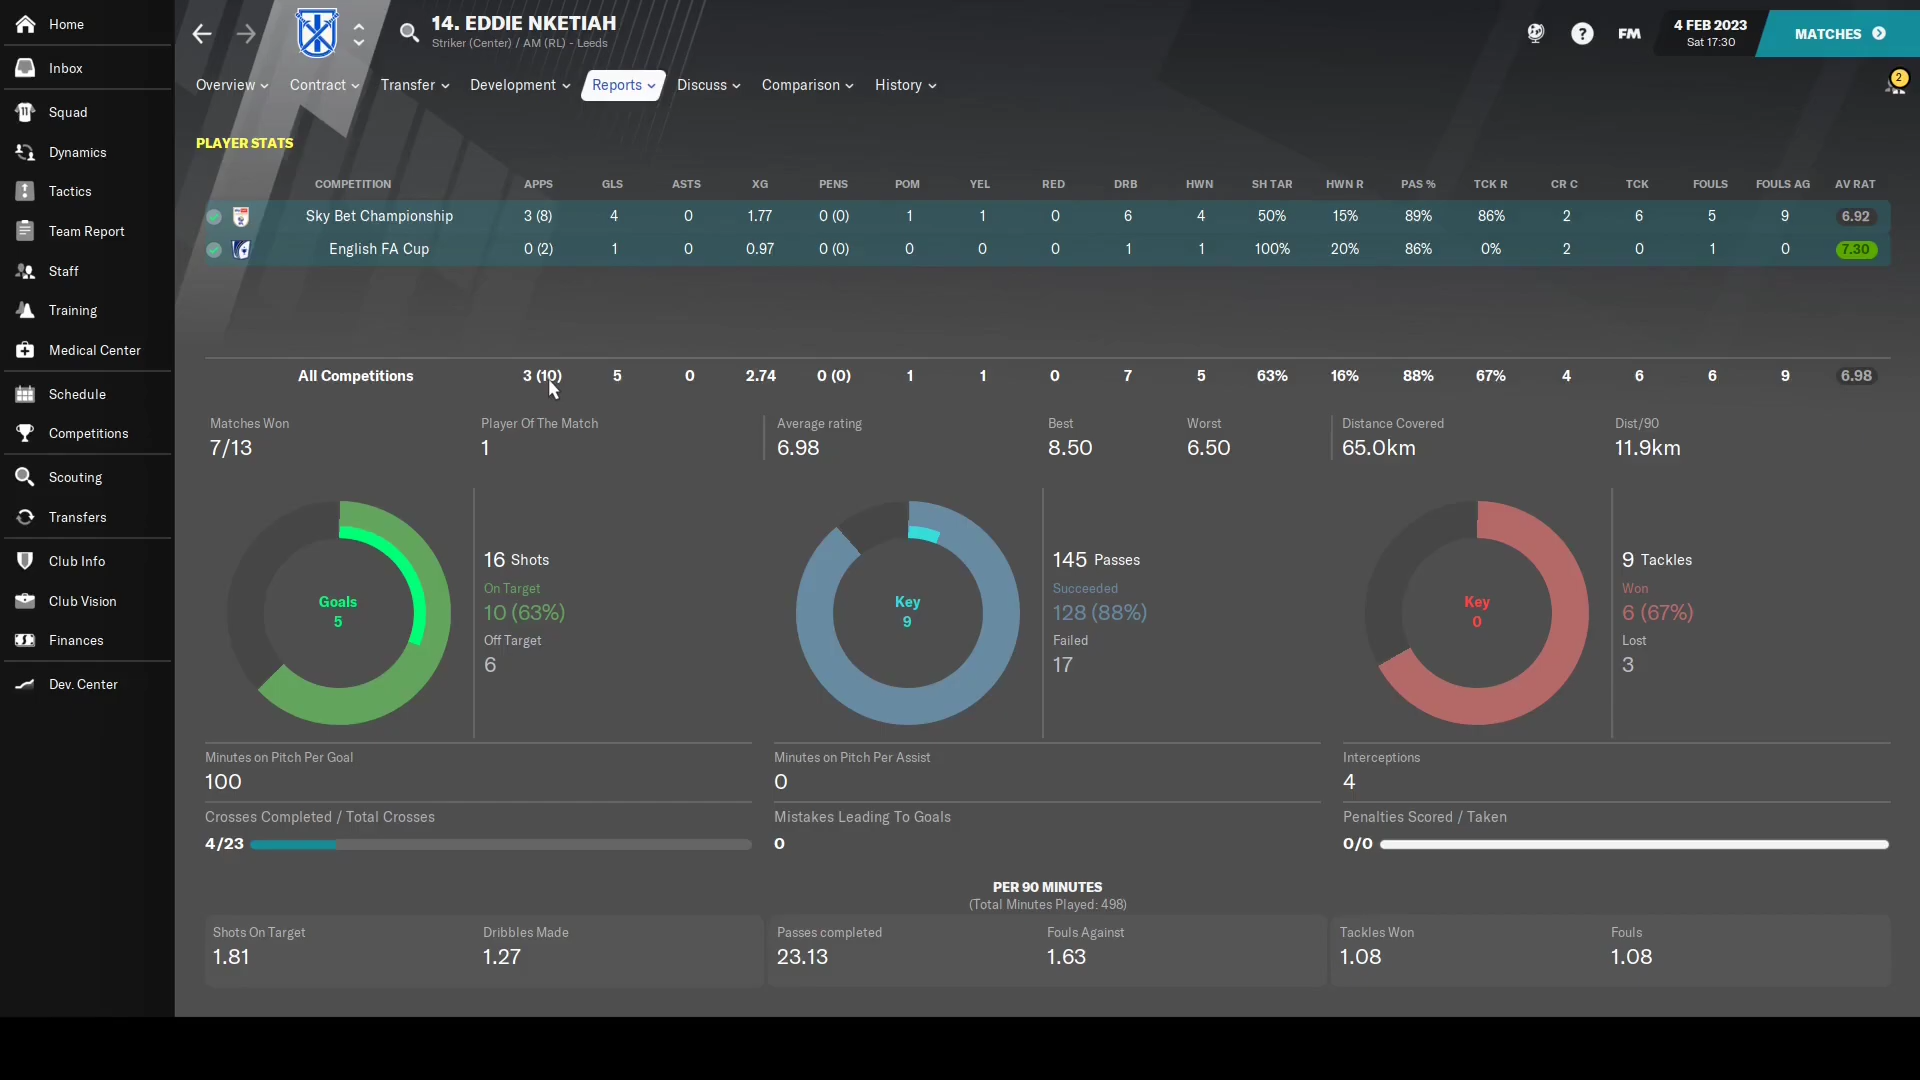 Home
Inbox
Squad
Dynamics
Tactics
Team Report
Staff
Training
Medical Center
Schedule
Competitions
Scouting
Transfers
Club Info
Club Vision
Finances
Dev. Center
14. EDDIE NKETIAH
Striker (Center) / AM (RL) - Leeds
? FM
4 FEB 2023
Sat 17:30
MATCHES
2
Overview Contract Transfer Development Reports Discuss Comparison History
PLAYER STATS
COMPETITION APPS GLS ASTS XG PENS POM YEL RED DRB HWN SH TAR HWN R PAS % TCK R CR C TCK FOULS FOULS AG AV RAT
Sky Bet Championship 3 (8) 4 0 1.77 0 (0) 1 1 0 6 4 50% 15% 89% 86% 2 6 5 9 6.92
English FA Cup 0 (2) 1 0 0.97 0 (0) 0 0 0 1 1 100% 20% 86% 0% 2 0 1 0 7.30
All Competitions 3 (10) 5 0 2.74 0 (0) 1 1 0 7 5 63% 16% 88% 67% 4 6 6 9 6.98
Matches Won Player Of The Match Average rating Best Worst Distance Covered Dist/90
7/13 1 6.98 8.50 6.50 65.0km 11.9km
Goals
5
16 Shots
On Target
10 (63%)
Off Target
6
Key
9
145 Passes
Succeeded
128 (88%)
Failed
17
Key
0
9 Tackles
Won
6 (67%)
Lost
3
Minutes on Pitch Per Goal Minutes on Pitch Per Assist Interceptions
100 0 4
Crosses Completed / Total Crosses Mistakes Leading To Goals Penalties Scored / Taken
4/23 0 0/0
PER 90 MINUTES
(Total Minutes Played: 498)
Shots On Target Dribbles Made Passes completed Fouls Against Tackles Won Fouls
1.81 1.27 23.13 1.63 1.08 1.08